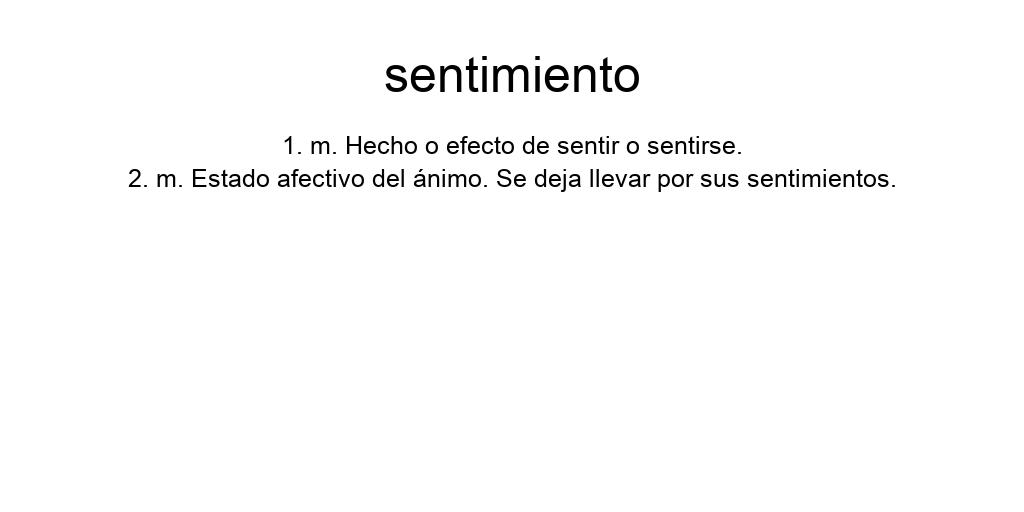 sentimiento
1. m. Hecho o efecto de sentir o sentirse.
2. m. Estado afectivo del ánimo. Se deja llevar por sus sentimientos.